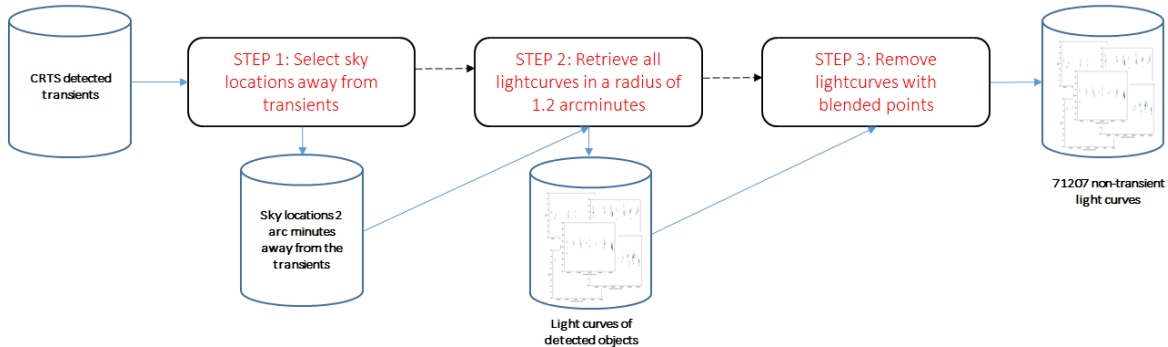 CRTS detected
transients
STEP 1: Select sky
locations away from
transients
STEP 2: Retrieve all
lightcurves in a radius of
1.2 arcminutes
STEP 3: Remove
lightcurves with
blended points
71207 non-transient
light curves
Sky locations 2
arc minutes
away from the
transients
Light curves of
detected objects